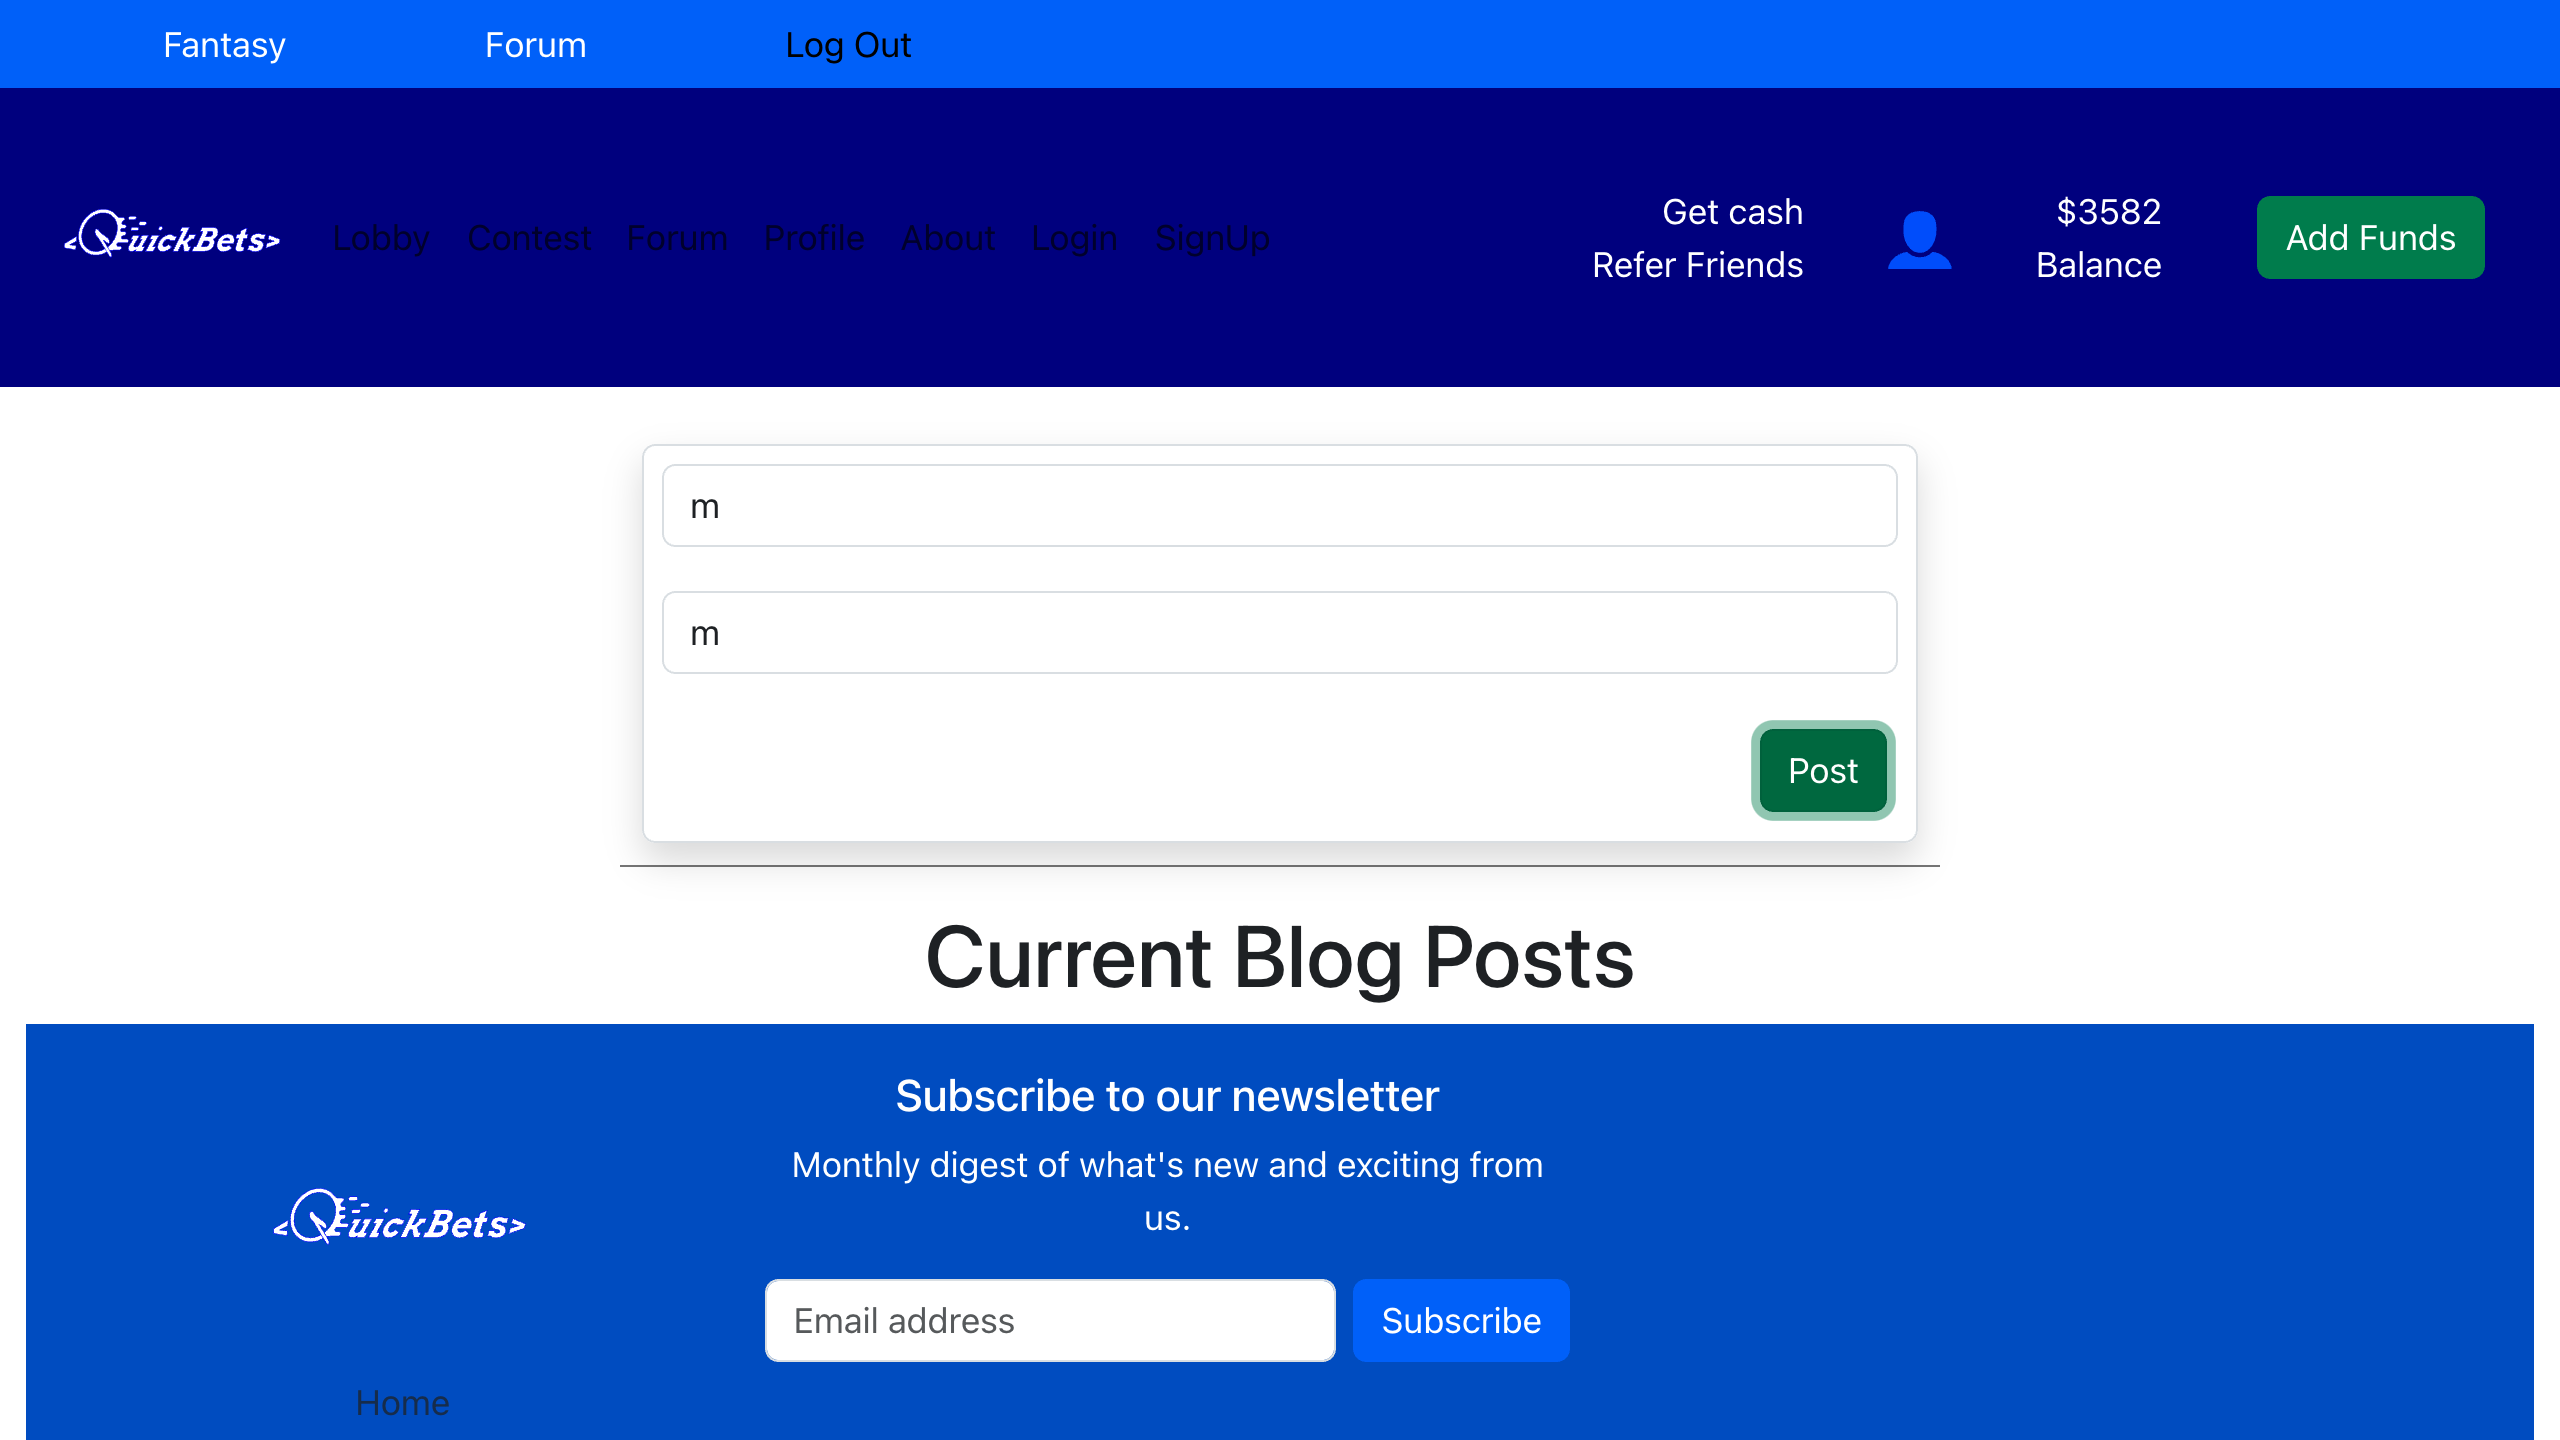 Fantasy Forum Log Out
<QuickBets> Lobby Contest Forum Profile About Login SignUp
Get cash
Refer Friends
$3582
Balance
Add Funds
m
m
Post
Current Blog Posts
Subscribe to our newsletter
Monthly digest of what's new and exciting from
us.
<QuickBets>
Email address Subscribe
Home